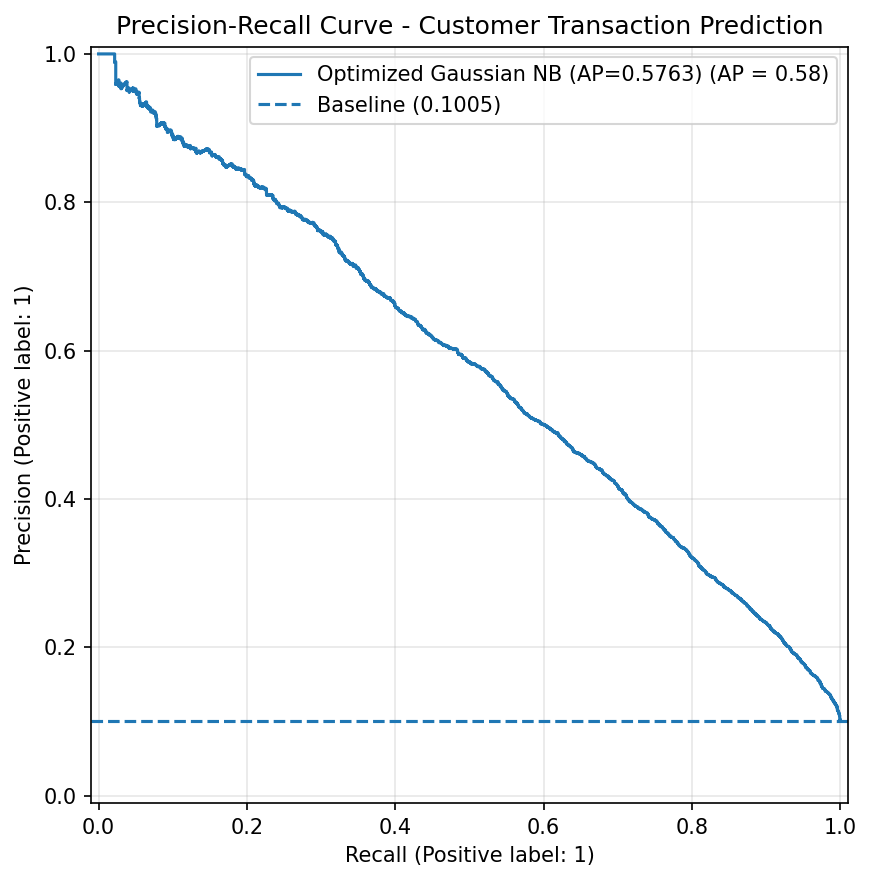 Precision-Recall Curve - Customer Transaction Prediction
Optimized Gaussian NB (AP=0.5763) (AP = 0.58)
Baseline (0.1005)
Precision (Positive label: 1)
1.0
0.8
0.6
0.4
0.2
0.0
0.0 0.2 0.4 0.6 0.8 1.0
Recall (Positive label: 1)